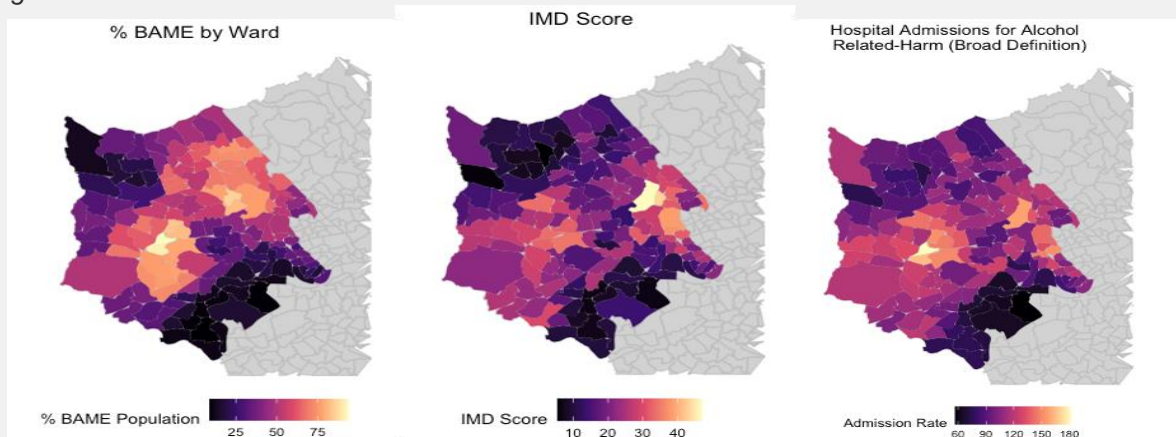 % BAME by Ward
% BAME Population
25 50 75
IMD Score
IMD Score
10 20 30 40
Hospital Admissions for Alcohol
Related-Harm (Broad Definition)
Admission Rate
60 90 120 150 180